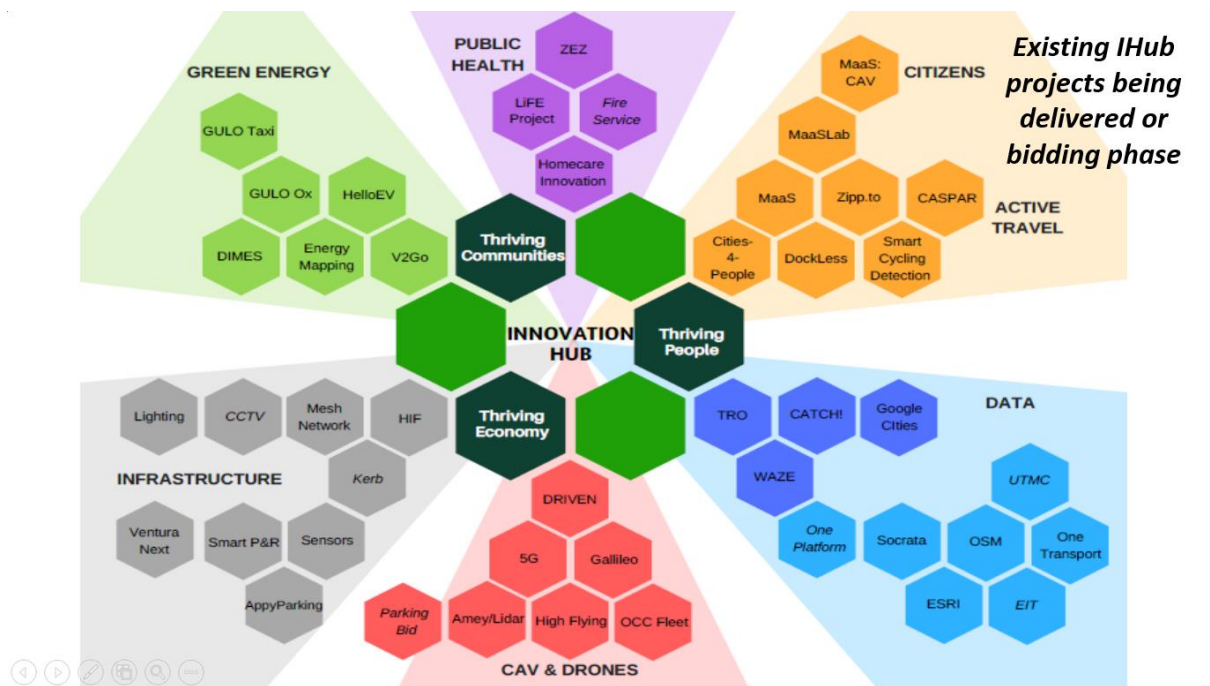 Existing IHub
projects being
delivered or
bidding phase
GREEN ENERGY
GULO Taxi
GULO Ox
HelloEV
DIMES
Energy
Mapping
V2Go
PUBLIC
HEALTH
ZEZ
LiFE
Project
Fire
Service
Homecare
Innovation
CITIZENS
MaaS:
CAV
MaaSLab
MaaS
Zipp.to
CASPAR
ACTIVE
TRAVEL
Cities-
4-
People
DockLess
Smart
Cycling
Detection
Thriving
Communities
INNOVATION
HUB
Thriving
People
Thriving
Economy
Lighting
CCTV
Mesh
Network
HIF
Kerb
INFRASTRUCTURE
Ventura
Next
Smart P&R
Sensors
AppyParking
DRIVEN
5G
Gallileo
Parking
Bid
Amey/Lidar
High Flying
OCC Fleet
CAV & DRONES
DATA
TRO
CATCH!
Google
CIties
WAZE
UTMC
One
Platform
Socrata
OSM
One
Transport
ESRI
EIT